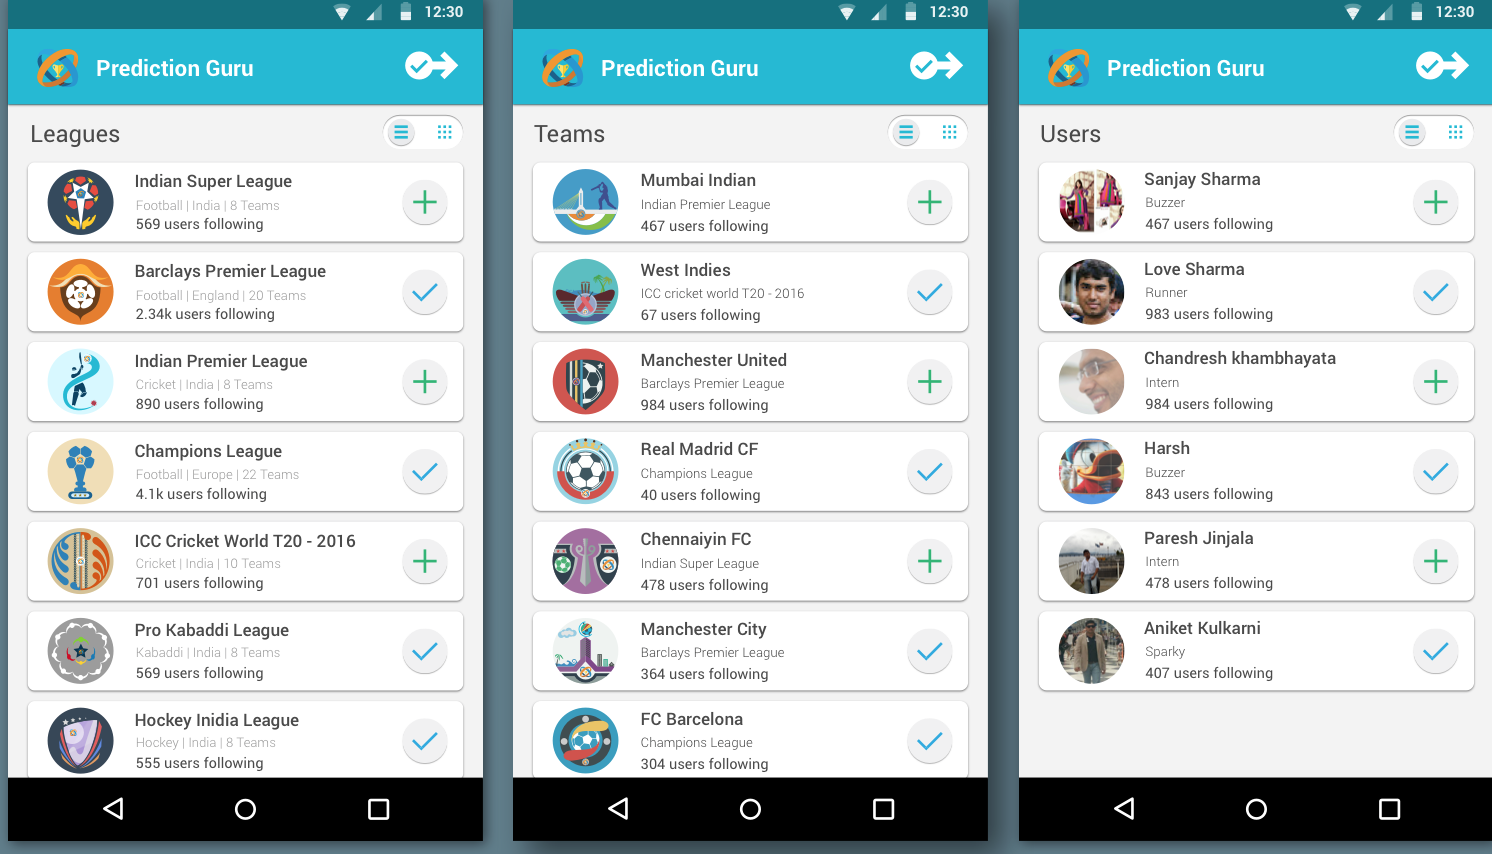 12:30
Prediction Guru
Leagues
Indian Super League
Football | India | 8 Teams
569 users following
Barclays Premier League
Football | England | 20 Teams
2.34k users following
Indian Premier League
Cricket | India | 8 Teams
890 users following
Champions League
Football | Europe | 22 Teams
4.1k users following
ICC Cricket World T20 - 2016
Cricket | India | 10 Teams
701 users following
Pro Kabaddi League
Kabaddi | India | 8 Teams
569 users following
Hockey Inidia League
Hockey | India | 8 Teams
555 users following
12:30
Prediction Guru
Teams
Mumbai Indian
Indian Premier League
467 users following
West Indies
ICC cricket world T20 - 2016
67 users following
Manchester United
Barclays Premier League
984 users following
Real Madrid CF
Champions League
40 users following
Chennaiyin FC
Indian Super League
478 users following
Manchester City
Barclays Premier League
364 users following
FC Barcelona
Champions League
304 users following
12:30
Prediction Guru
Users
Sanjay Sharma
Buzzer
467 users following
Love Sharma
Runner
983 users following
Chandresh khambhayata
Intern
984 users following
Harsh
Buzzer
843 users following
Paresh Jinjala
Intern
478 users following
Aniket Kulkarni
Sparky
407 users following